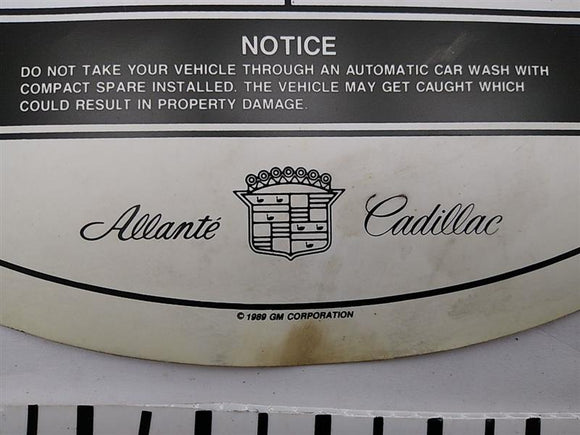 NOTICE
DO NOT TAKE YOUR VEHICLE THROUGH AN AUTOMATIC CAR WASH WITH
COMPACT SPARE INSTALLED. THE VEHICLE MAY GET CAUGHT WHICH
COULD RESULT IN PROPERTY DAMAGE.
Allanté Cadillac
© 1989 GM CORPORATION